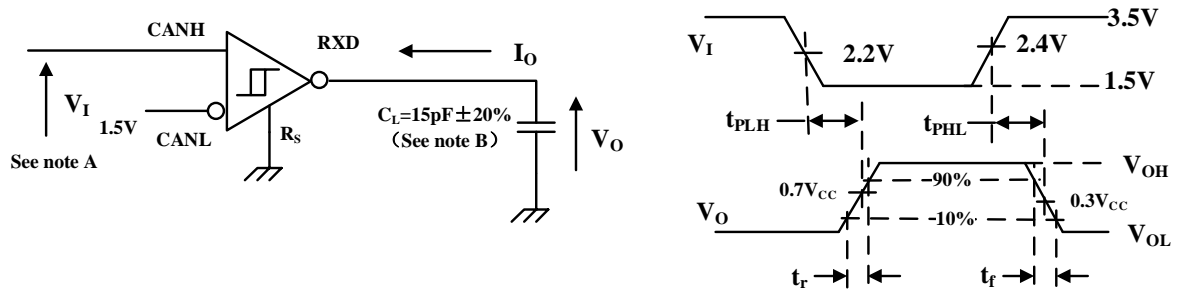 CANH
RXD
I_O
V_I
1.5V
CANL
R_S
C_L=15pF±20%
（See note B）
V_O
See note A
3.5V
V_I
2.2V
2.4V
1.5V
t_PLH
t_PHL
V_OH
0.7V_CC
90%
0.3V_CC
V_O
10%
V_OL
t_r
t_f